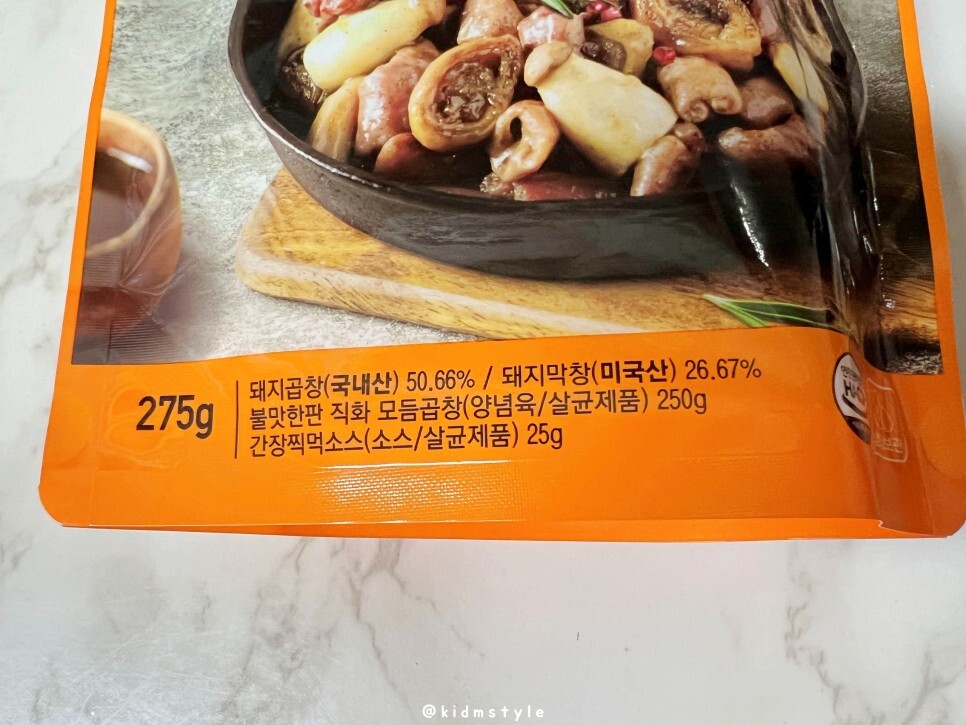 275g
돼지곱창(국내산) 50.66% / 돼지막창(미국산) 26.67%
불맛한판 직화 모듬곱창(양념육/살균제품) 250g
간장찍먹소스(소스/살균제품) 25g
@kidmstyle